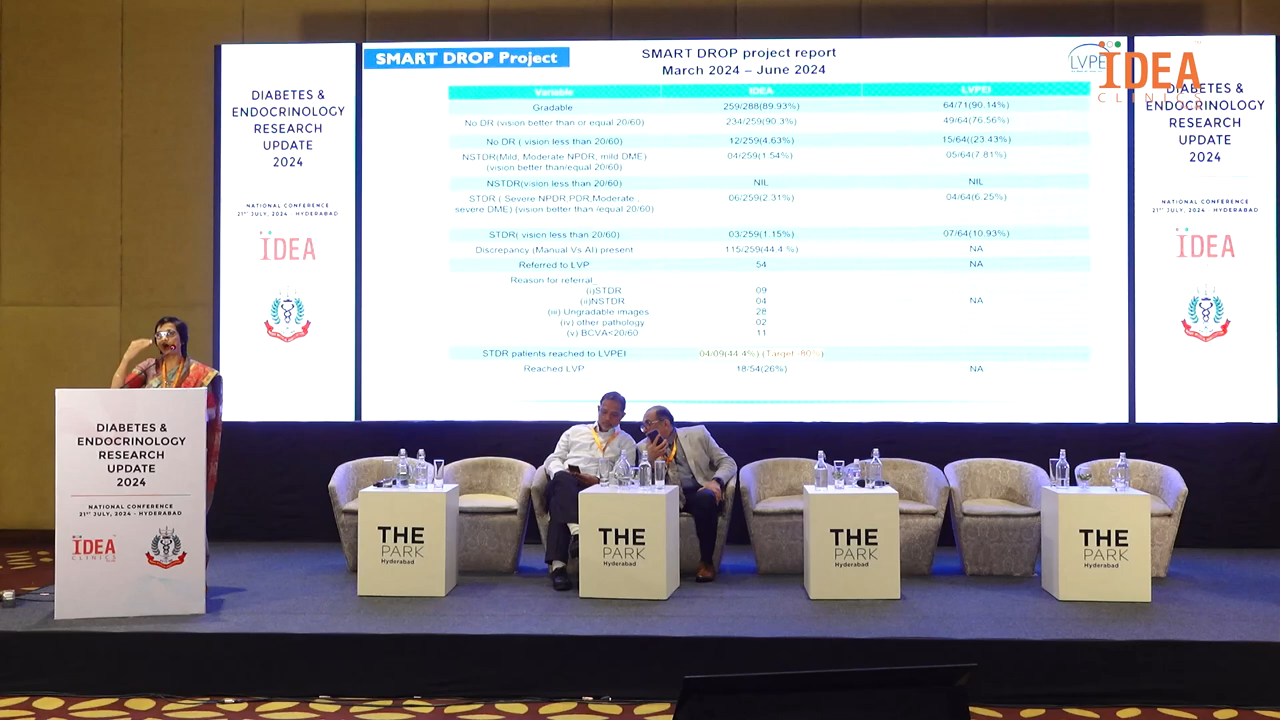 SMART DROP Project
SMART DROP project report
March 2024 – June 2024
LVPEI
IDEA
CLINICS
Variable IDEA LVPEI
Gradable 259/288(89.93%) 64/71(90.14%)
No DR (vision better than or equal 20/60) 234/259(90.3%) 49/64(76.56%)
No DR ( vision less than 20/60) 12/259(4.63%) 15/64((23.43%)
NSTDR(Mild, Moderate NPDR, mild DME) 04/259(1.54%) 05/64(7.81%)
(vision better than/equal 20/60)
NSTDR(vision less than 20/60) NIL NIL
STDR ( Severe NPDR,PDR,Moderate , 06/259(2.31%) 04/64(6.25%)
severe DME) (vision better than /equal 20/60)
STDR( vision less than 20/60) 03/259(1.15%) 07/64(10.93%)
Discrepancy (Manual Vs AI) present 115/259(44.4 %) NA
Referred to LVP 54 NA
Reason for referral_
(i)STDR 09
(ii)NSTDR 04 NA
(iii) Ungradable images 28
(iv) other pathology 02
(v) BCVA<20/60 11
STDR patients reached to LVPEI 04/09(44.4%) (Target -80%)
Reached LVP 18/54(26%) NA
DIABETES &
ENDOCRINOLOGY
RESEARCH
UPDATE
2024
NATIONAL CONFERENCE
21ST JULY, 2024 - HYDERABAD
IDEA
DIABETES &
ENDOCRINOLOGY
RESEARCH
UPDATE
2024
NATIONAL CONFERENCE
21ST JULY, 2024 - HYDERABAD
IDEA
DIABETES &
ENDOCRINOLOGY
RESEARCH
UPDATE
2024
NATIONAL CONFERENCE
21ST JULY, 2024 - HYDERABAD
IDEA
CLINICS
THE
PARK
Hyderabad
THE
PARK
Hyderabad
THE
PARK
Hyderabad
THE
PARK
Hyderabad